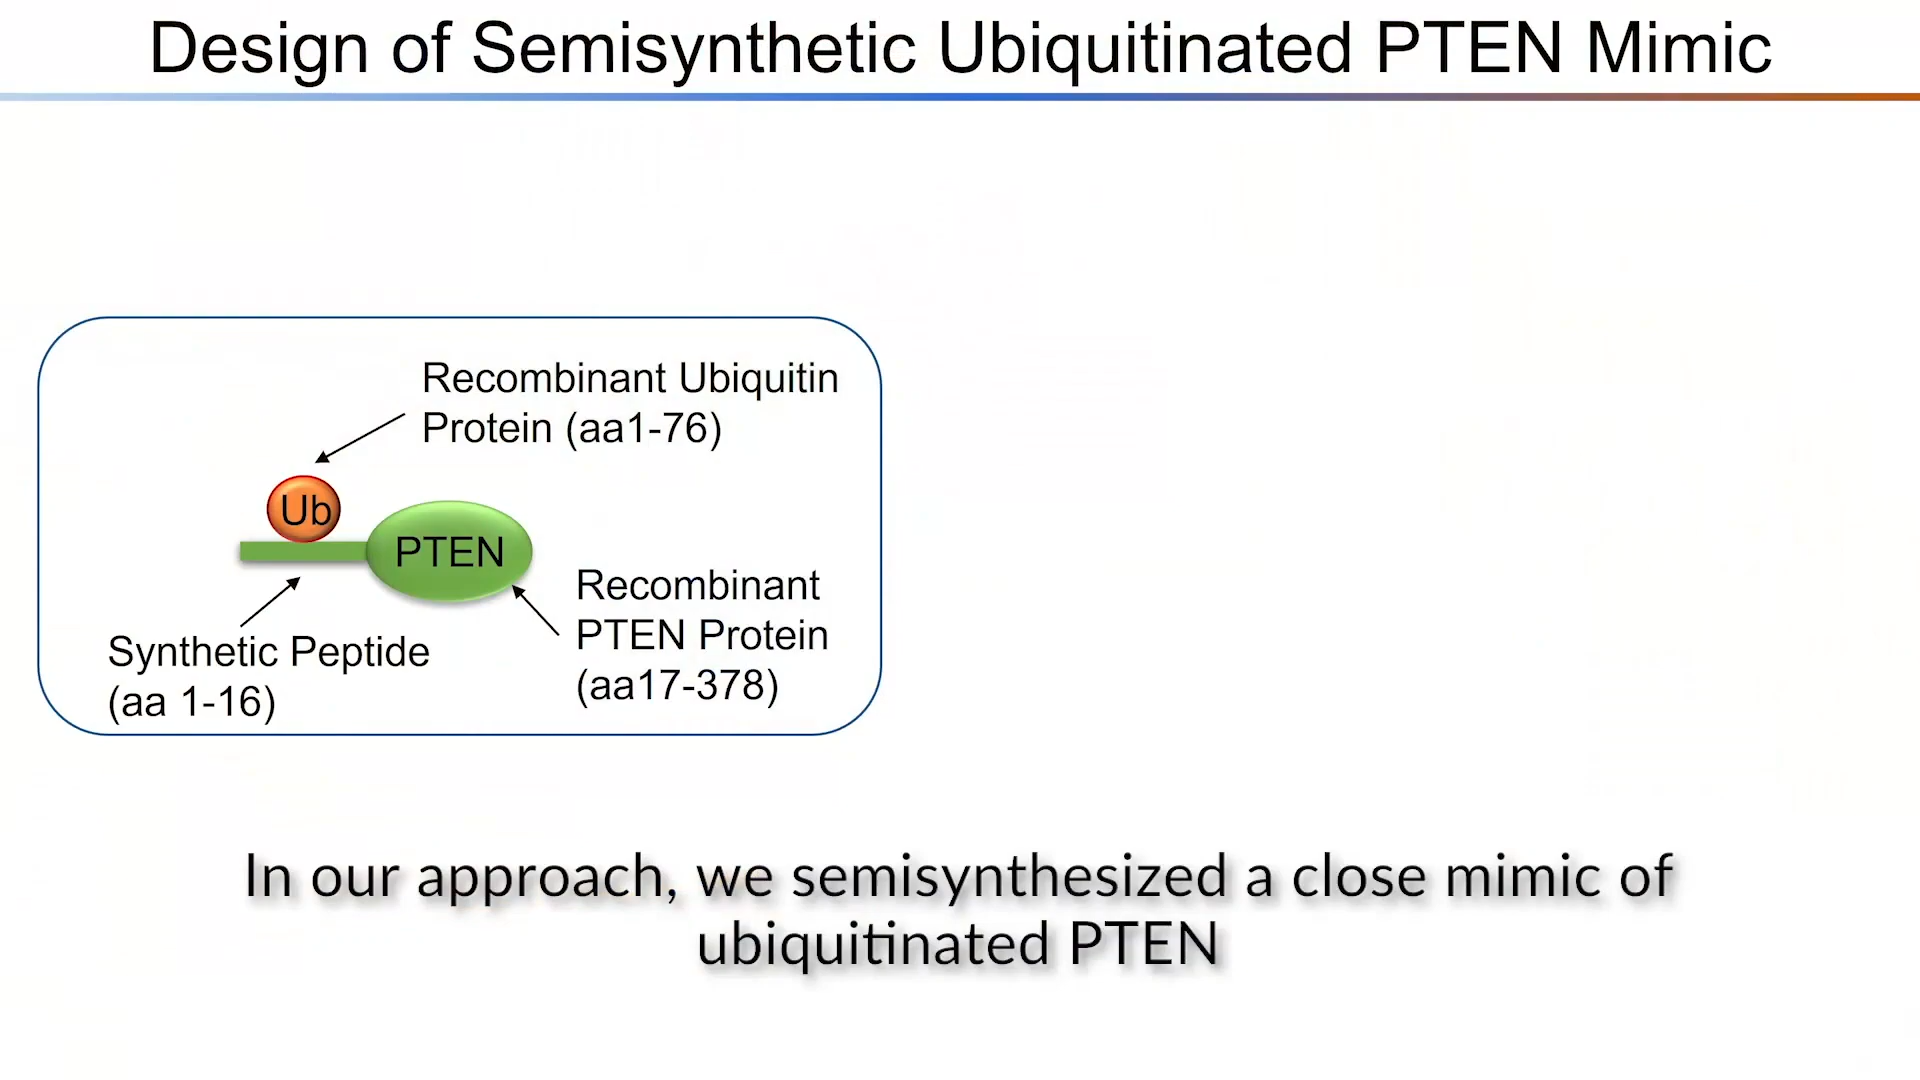 Design of Semisynthetic Ubiquitinated PTEN Mimic
Recombinant Ubiquitin
Protein (aa1-76)
Ub
PTEN
Recombinant
PTEN Protein
(aa17-378)
Synthetic Peptide
(aa 1-16)
In our approach, we semisynthesized a close mimic of
ubiquitinated PTEN